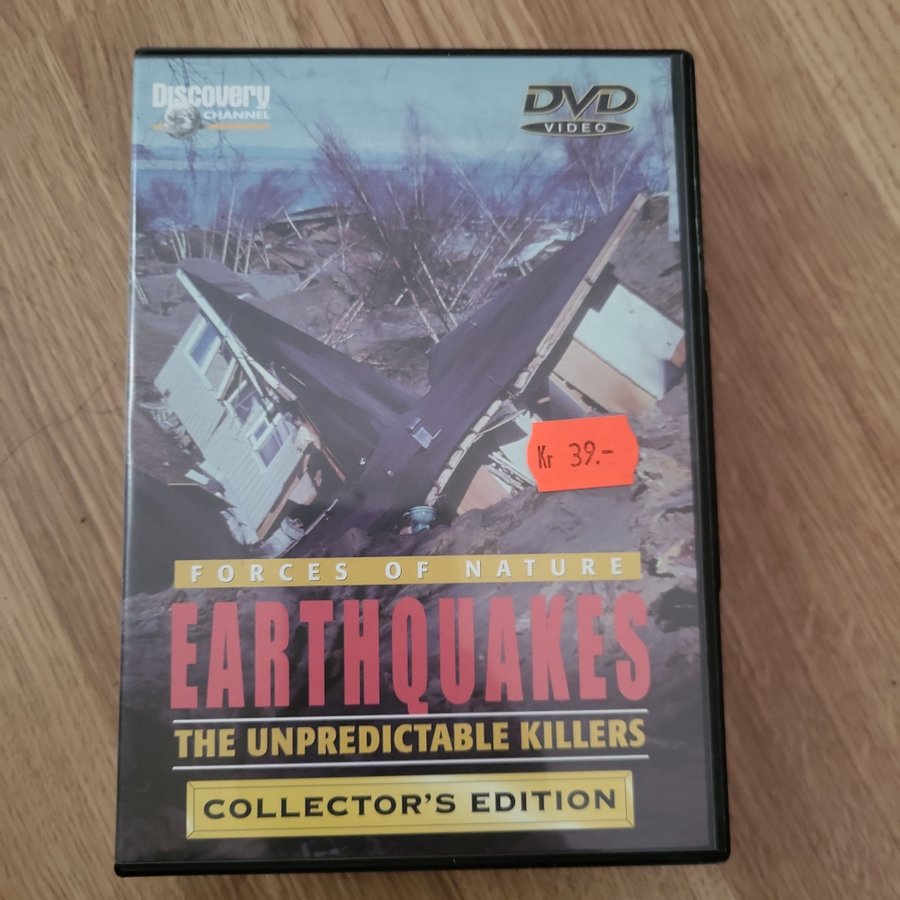 Discovery
CHANNEL
DVD
VIDEO
Kr 39.-
FORCES OF NATURE
EARTHQUAKES
THE UNPREDICTABLE KILLERS
COLLECTOR'S EDITION